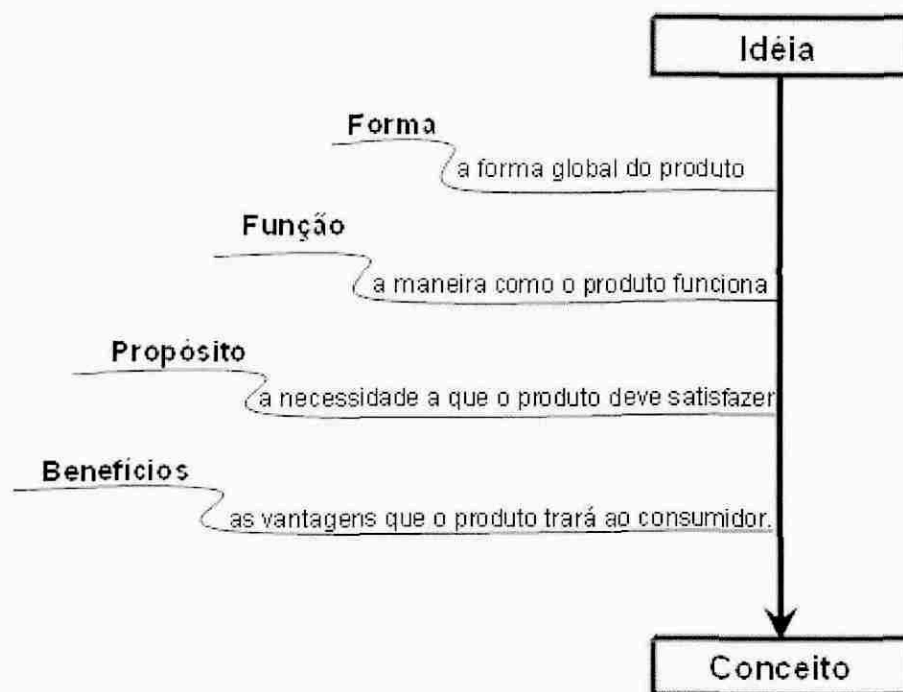 Idéia
Forma
a forma global do produto
Função
a maneira como o produto funciona
Propósito
a necessidade a que o produto deve satisfazer
Benefícios
as vantagens que o produto trará ao consumidor.
Conceito